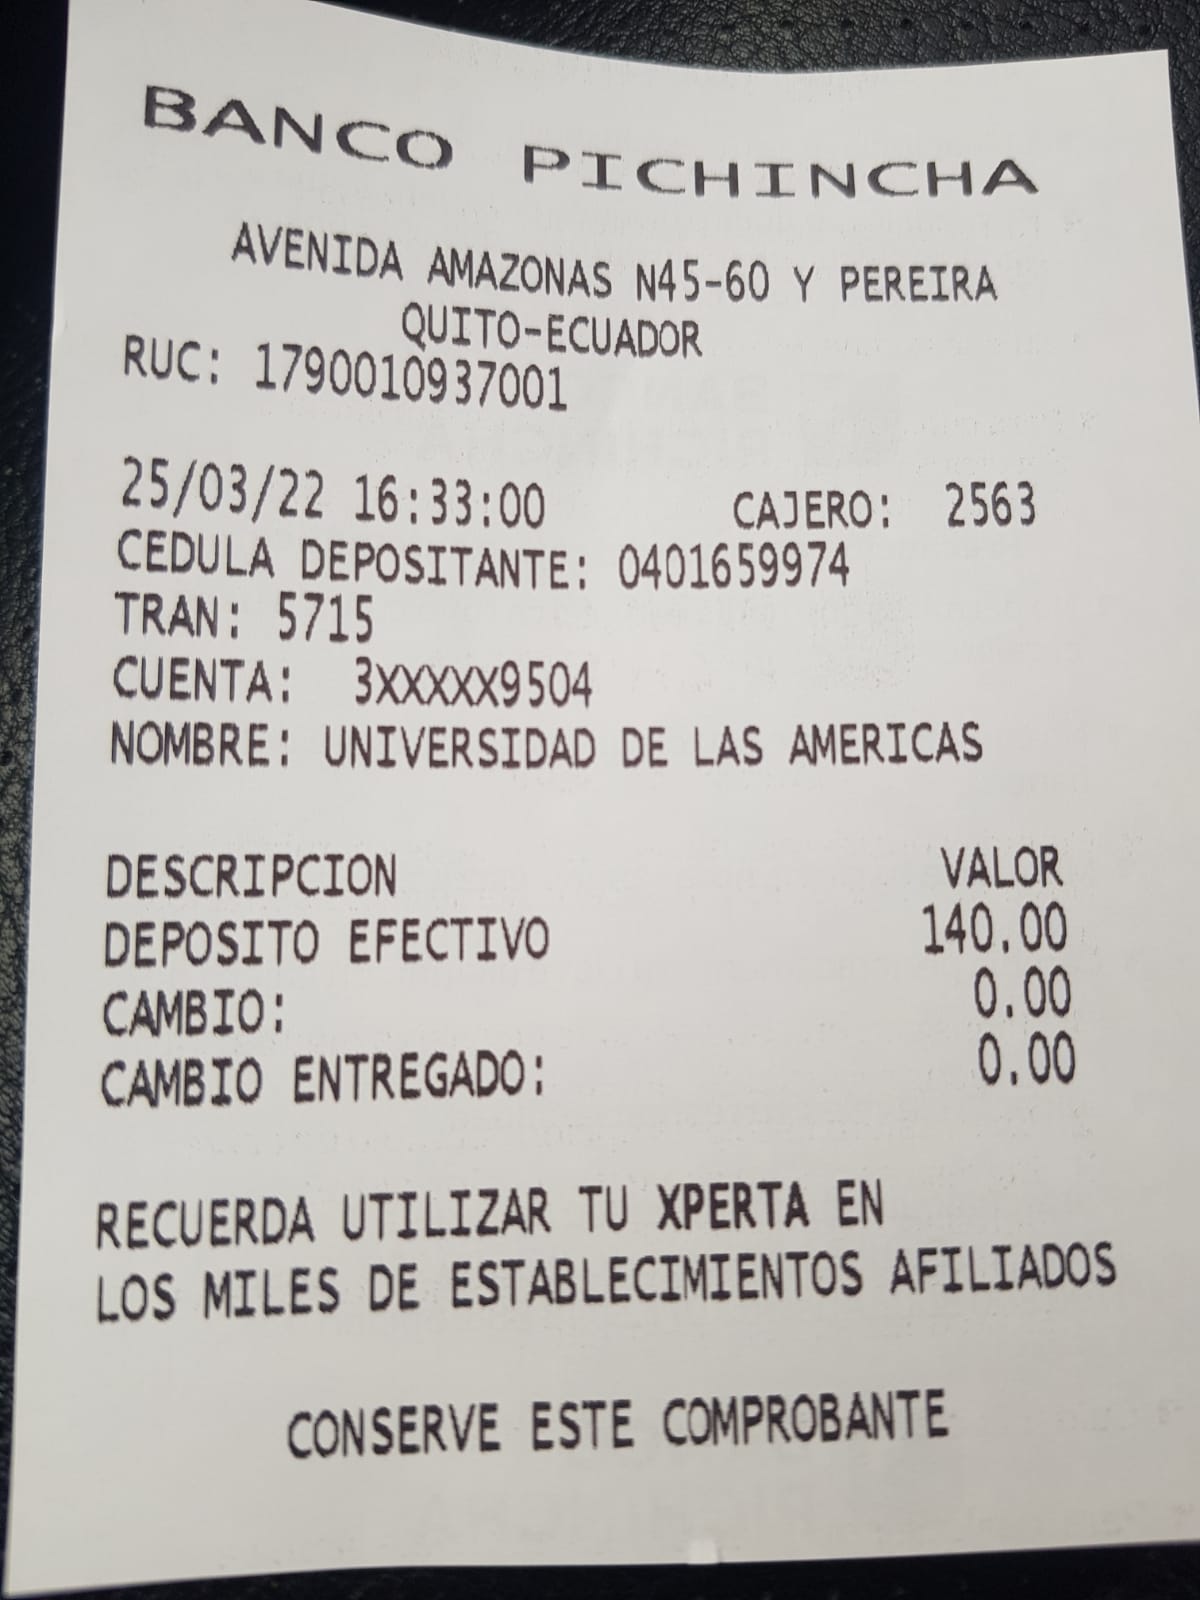 BANCO PICHINCHA
AVENIDA AMAZONAS N45-60 Y PEREIRA
QUITO-ECUADOR
RUC: 1790010937001
25/03/22 16:33:00 CAJERO: 2563
CEDULA DEPOSITANTE: 0401659974
TRAN: 5715
CUENTA: 3XXXXX9504
NOMBRE: UNIVERSIDAD DE LAS AMERICAS
DESCRIPCION VALOR
DEPOSITO EFECTIVO 140.00
CAMBIO: 0.00
CAMBIO ENTREGADO: 0.00
RECUERDA UTILIZAR TU XPERTA EN
LOS MILES DE ESTABLECIMIENTOS AFILIADOS
CONSERVE ESTE COMPROBANTE